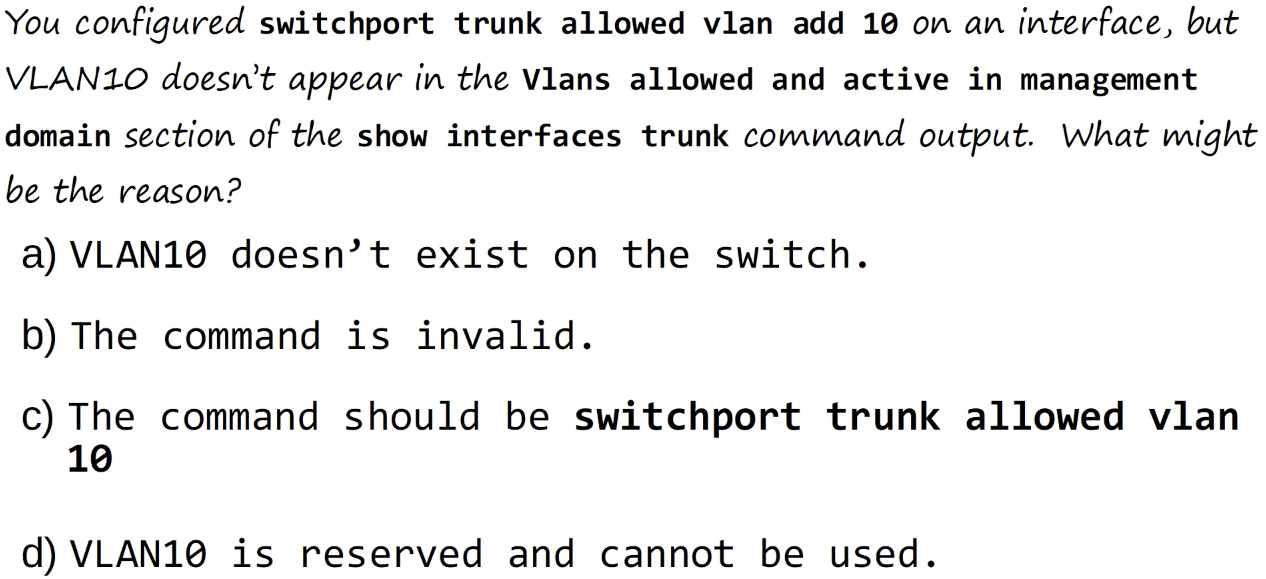 You configured switchport trunk allowed vlan add 10 on an interface, but
VLAN10 doesn't appear in the Vlans allowed and active in management
domain section of the show interfaces trunk command output. What might
be the reason?
a) VLAN10 doesn’t exist on the switch.
b) The command is invalid.
c) The command should be switchport trunk allowed vlan
10
d) VLAN10 is reserved and cannot be used.